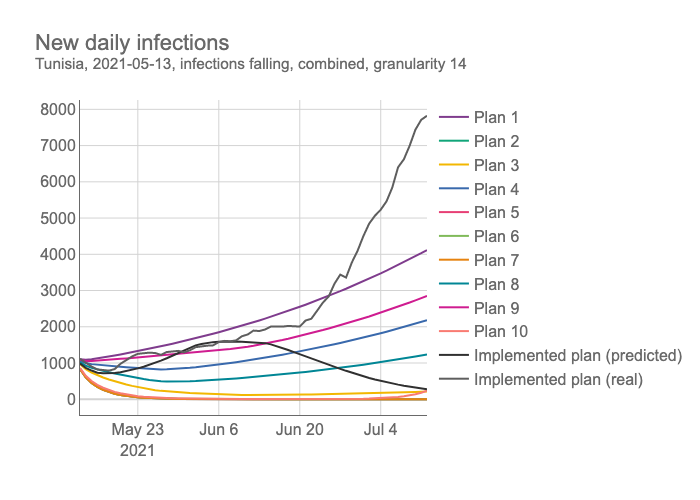 New daily infections
Tunisia, 2021-05-13, infections falling, combined, granularity 14
8000
7000
6000
5000
4000
3000
2000
1000
0
May 23
2021
Jun 6
Jun 20
Jul 4
Plan 1
Plan 2
Plan 3
Plan 4
Plan 5
Plan 6
Plan 7
Plan 8
Plan 9
Plan 10
Implemented plan (predicted)
Implemented plan (real)